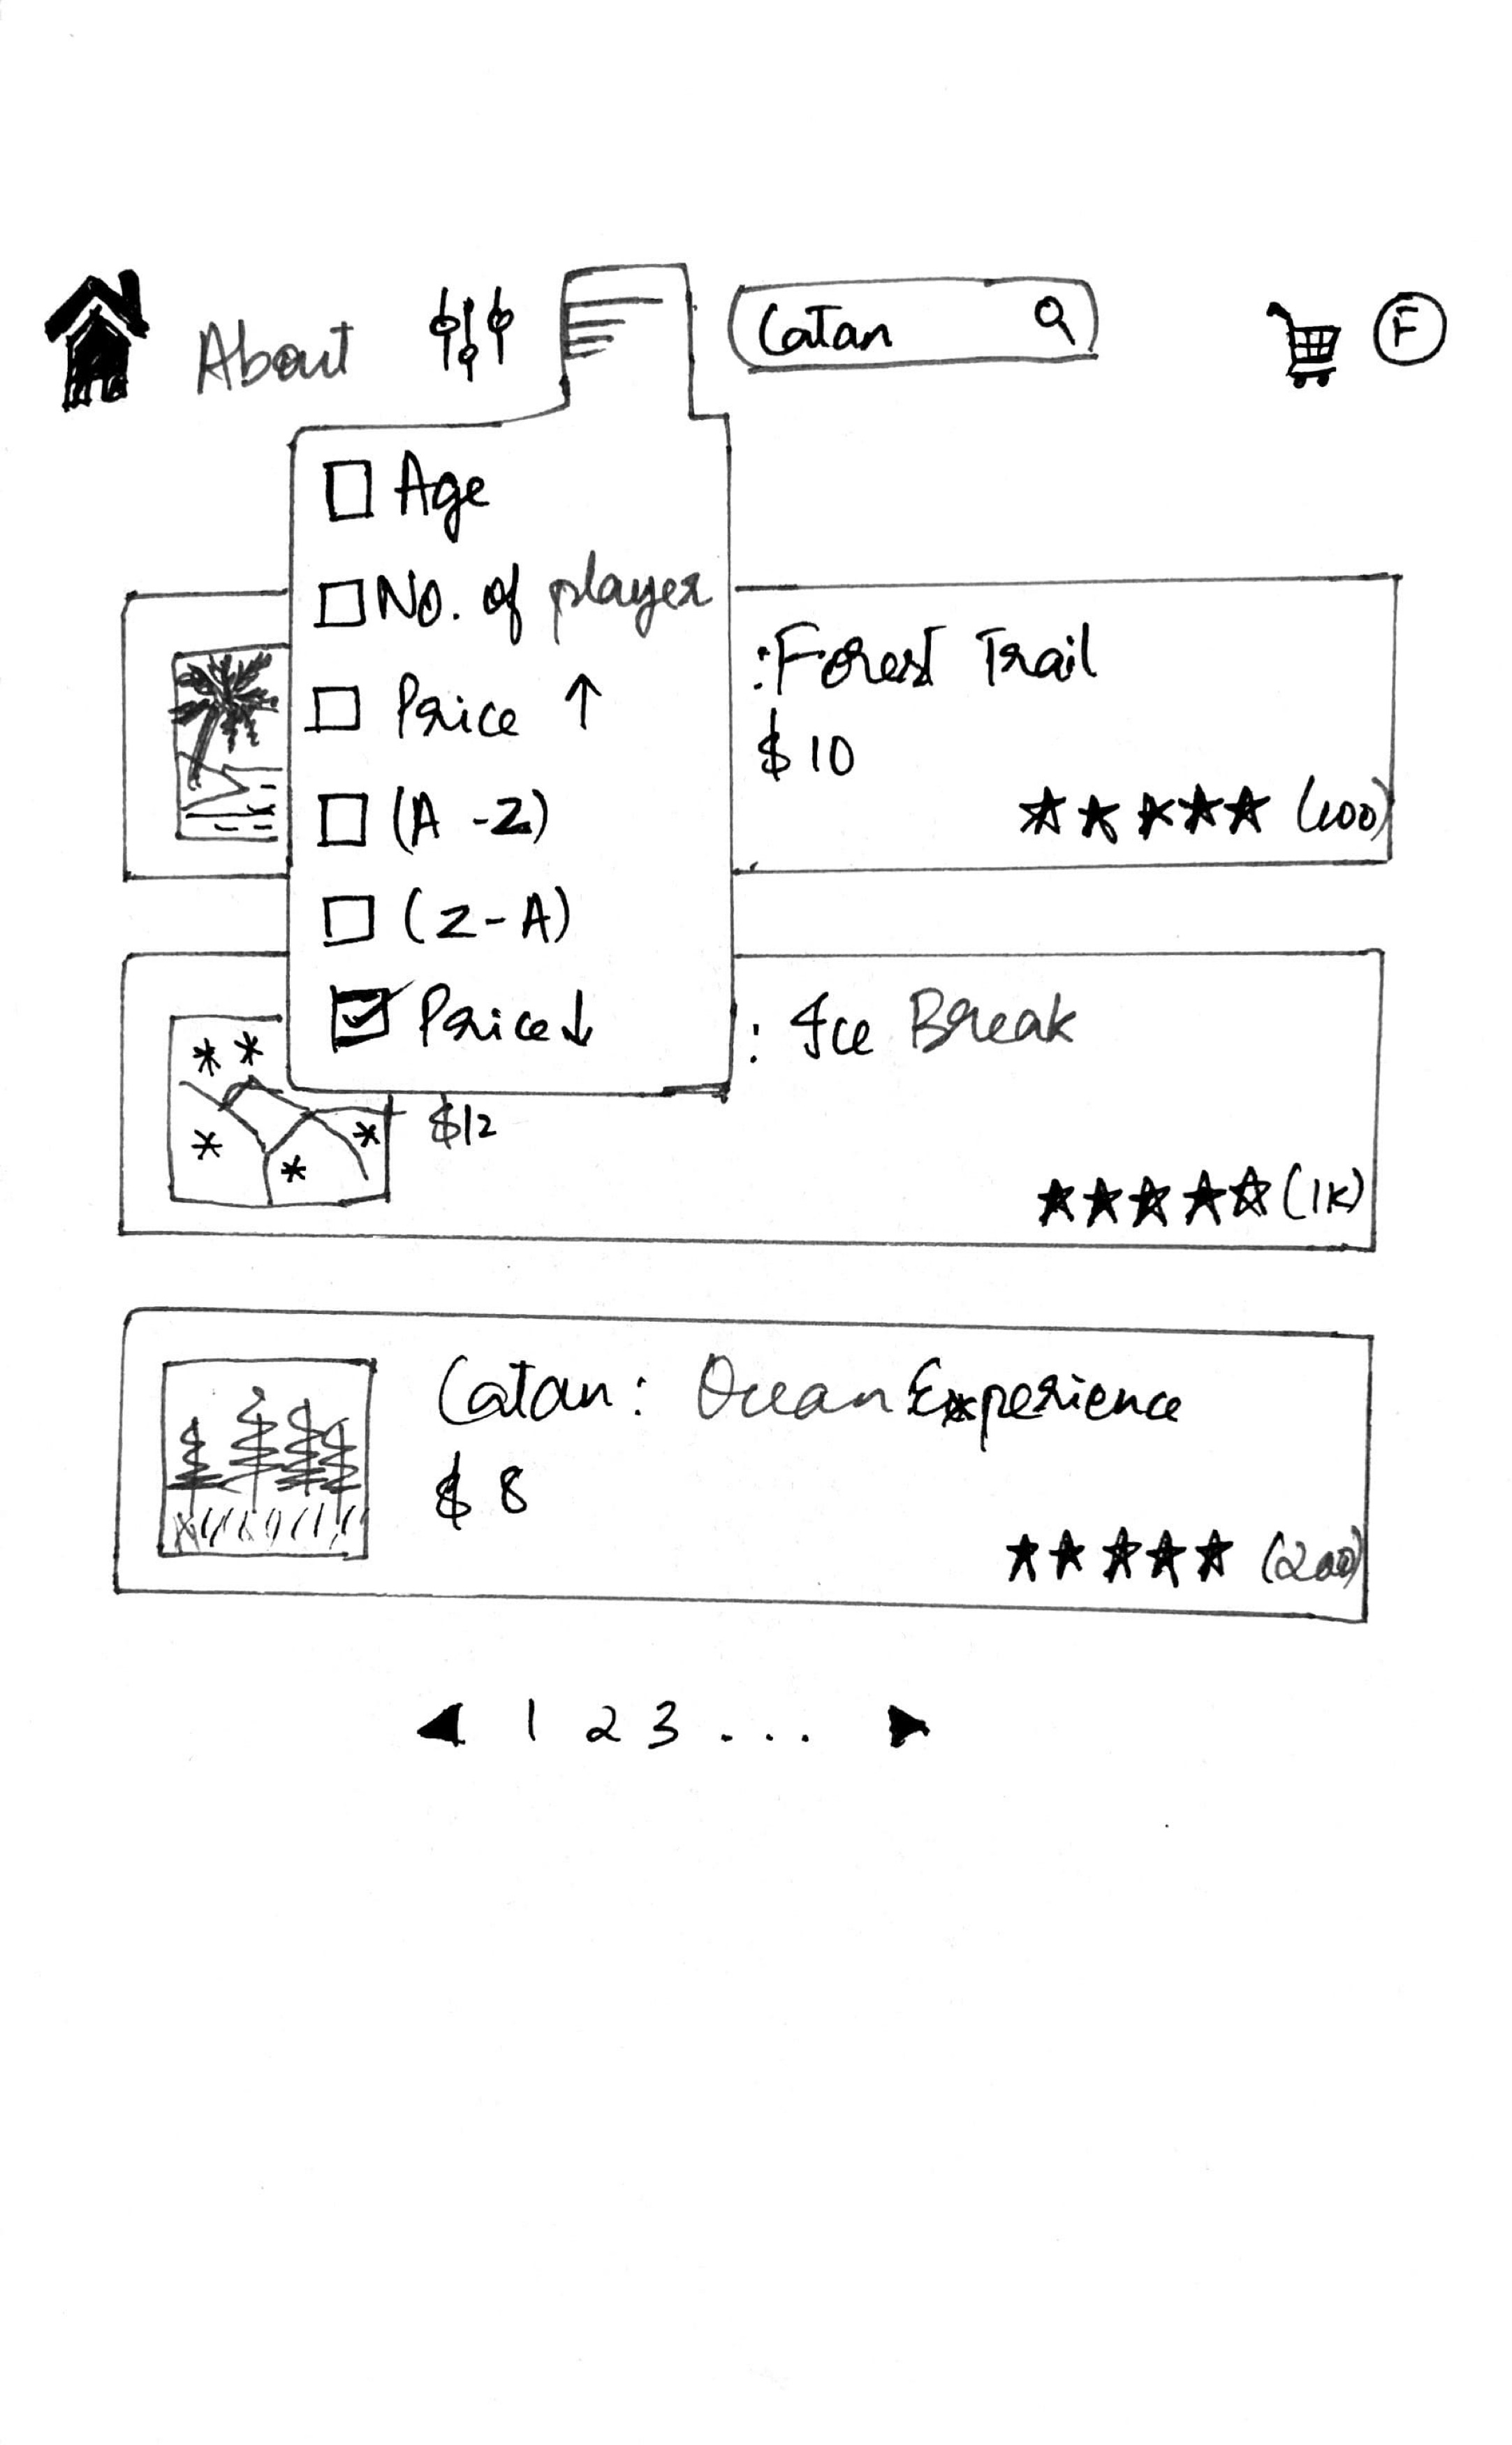 About
Catan
F
Age
No. of player
Price ↑
(A - Z)
(Z - A)
Price ↓
: Forest Trail
$ 10
(400)
: Ice Break
$12
(1K)
Catan: Ocean Experience
$ 8
(200)
1 2 3 ...